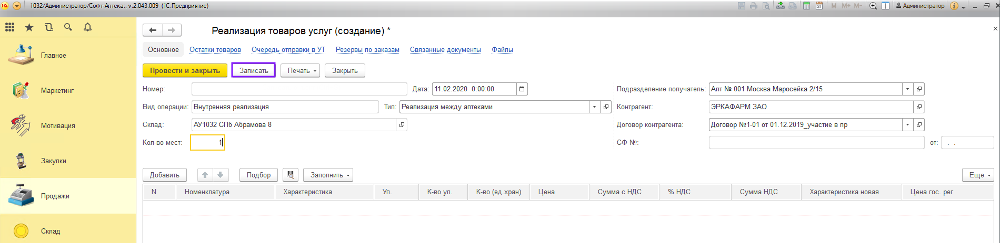 1032/Администратор/Софт-Аптека:, v.2.043.009 (1С:Предприятие) M M+ M- Администратор
Реализация товаров услуг (создание) *
Основное Остатки товаров Очередь отправки в УТ Резервы по заказам Связанные документы Файлы
Провести и закрыть Записать Печать Закрыть
Номер: Дата: 11.02.2020 0:00:00 Подразделение получатель: Апт № 001 Москва Маросейка 2/15
Вид операции: Внутренняя реализация Тип: Реализация между аптеками Контрагент: ЭРКАФАРМ ЗАО
Склад: АУ1032 СПб Абрамова 8 Договор контрагента: Договор №1-01 от 01.12.2019_участие в пр
Кол-во мест: 1 СФ №: от: . .
Добавить Подбор Заполнить Еще
N Номенклатура Характеристика Уп. К-во уп. К-во (ед.хран) Цена Сумма с НДС % НДС Сумма НДС Характеристика новая Цена гос. рег
Главное
Маркетинг
Мотивация
Закупки
Продажи
Склад